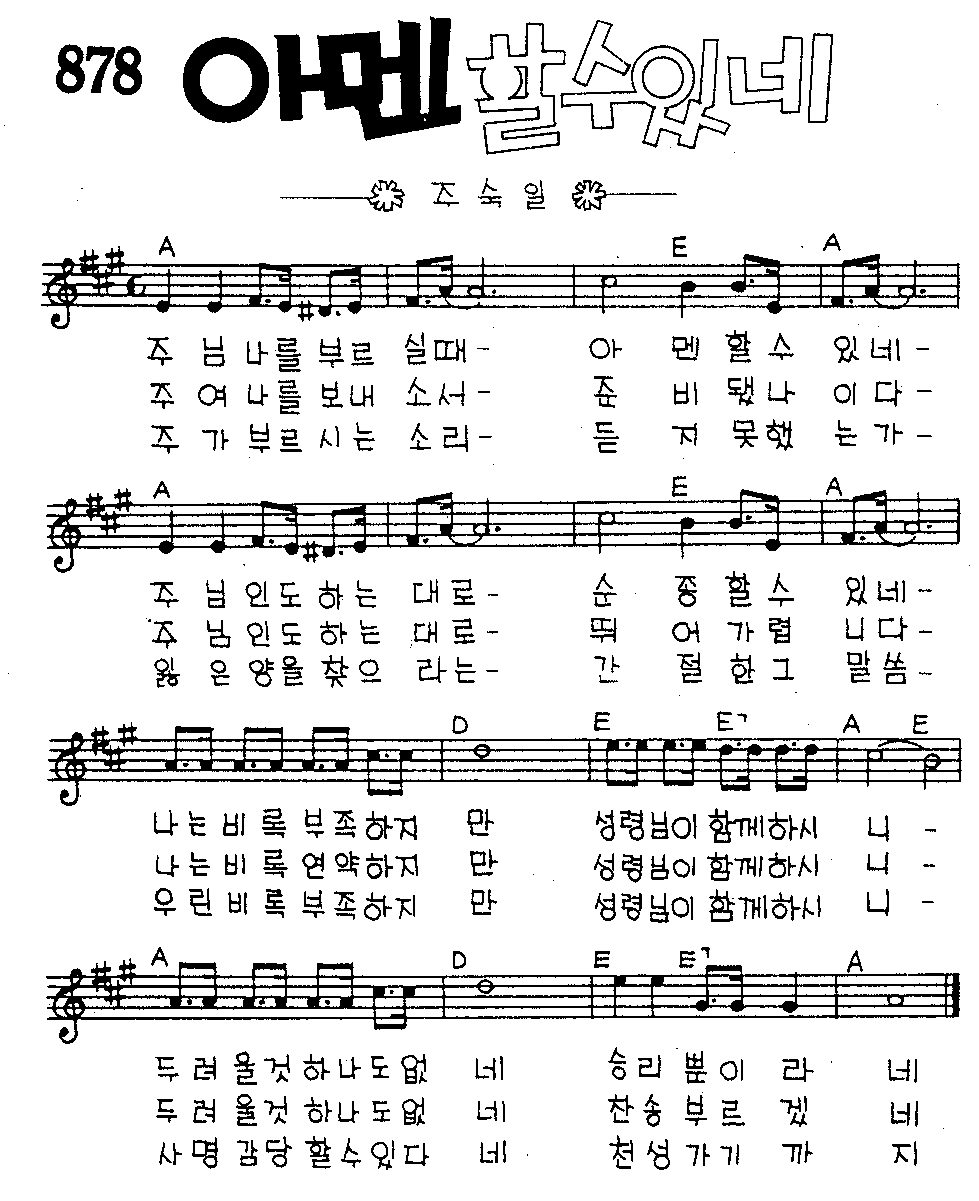 878 아멘 할수있네
주 숙 일
A E A
주 님 나를 부르 실때- 아 멘 할 수 있네-
주 여 나를 보내 소서- 준 비 됐나 이다-
주 가 부르 시는 소리- 듣 지 못했 는가-
A E A
주 님 인도 하는 대로- 순 종 할수 있네-
주 님 인도 하는 대로- 뛰 어 가렵 니다-
잃 은 양을 찾으 라는- 간 절 한그 말씀-
D E E7 A E
나는 비록 부족하지 만 성령님이 함께하시 니 -
나는 비록 연약하지 만 성령님이 함께하시 니 -
우린 비록 부족하지 만 성령님이 함께하시 니 -
A D E E7 A
두려 울것 하나도없 네 승리 뿐이 라 네
두려 울것 하나도없 네 찬송 부르 겠 네
사명 감당 할수있다 네 천성 가기 까 지